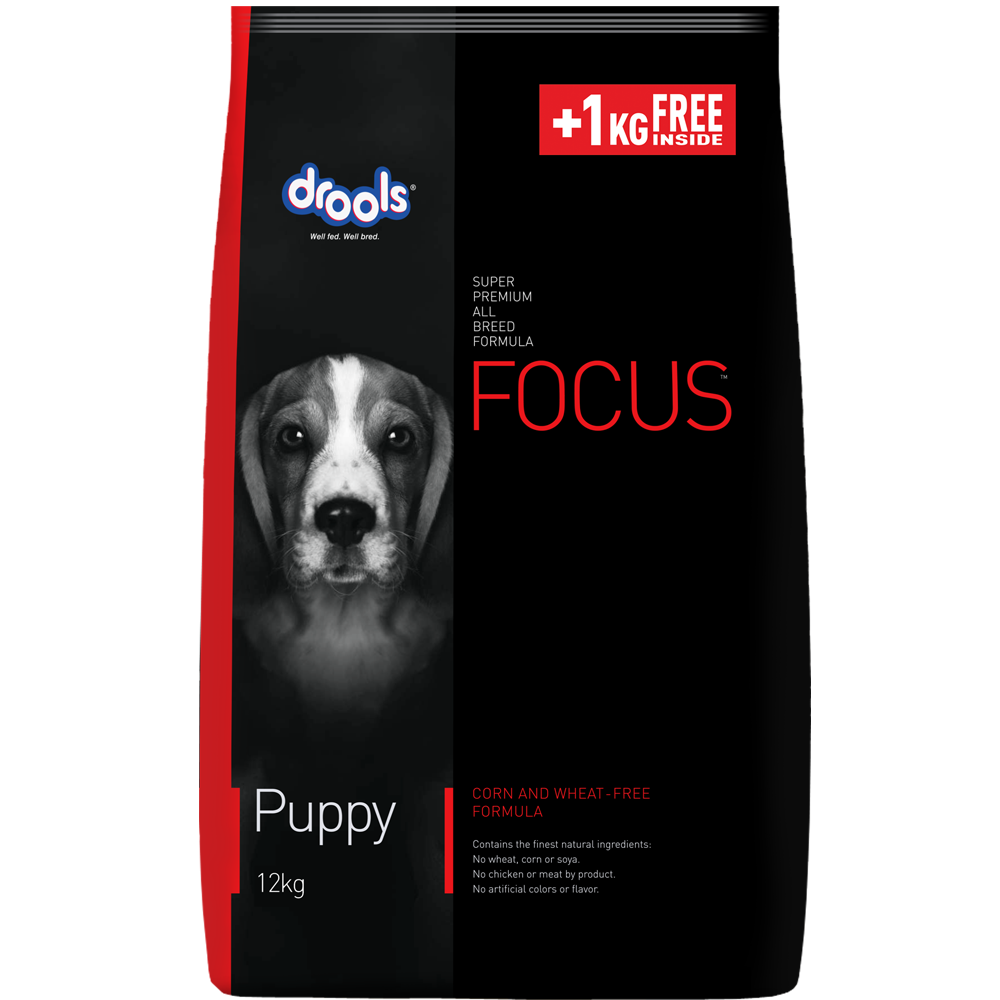 +1KG FREE
INSIDE
drools®
Well fed. Well bred.
SUPER
PREMIUM
ALL
BREED
FORMULA
FOCUS™
Puppy
12kg
CORN AND WHEAT-FREE
FORMULA
Contains the finest natural ingredients:
No wheat, corn or soya.
No chicken or meat by product.
No artificial colors or flavor.